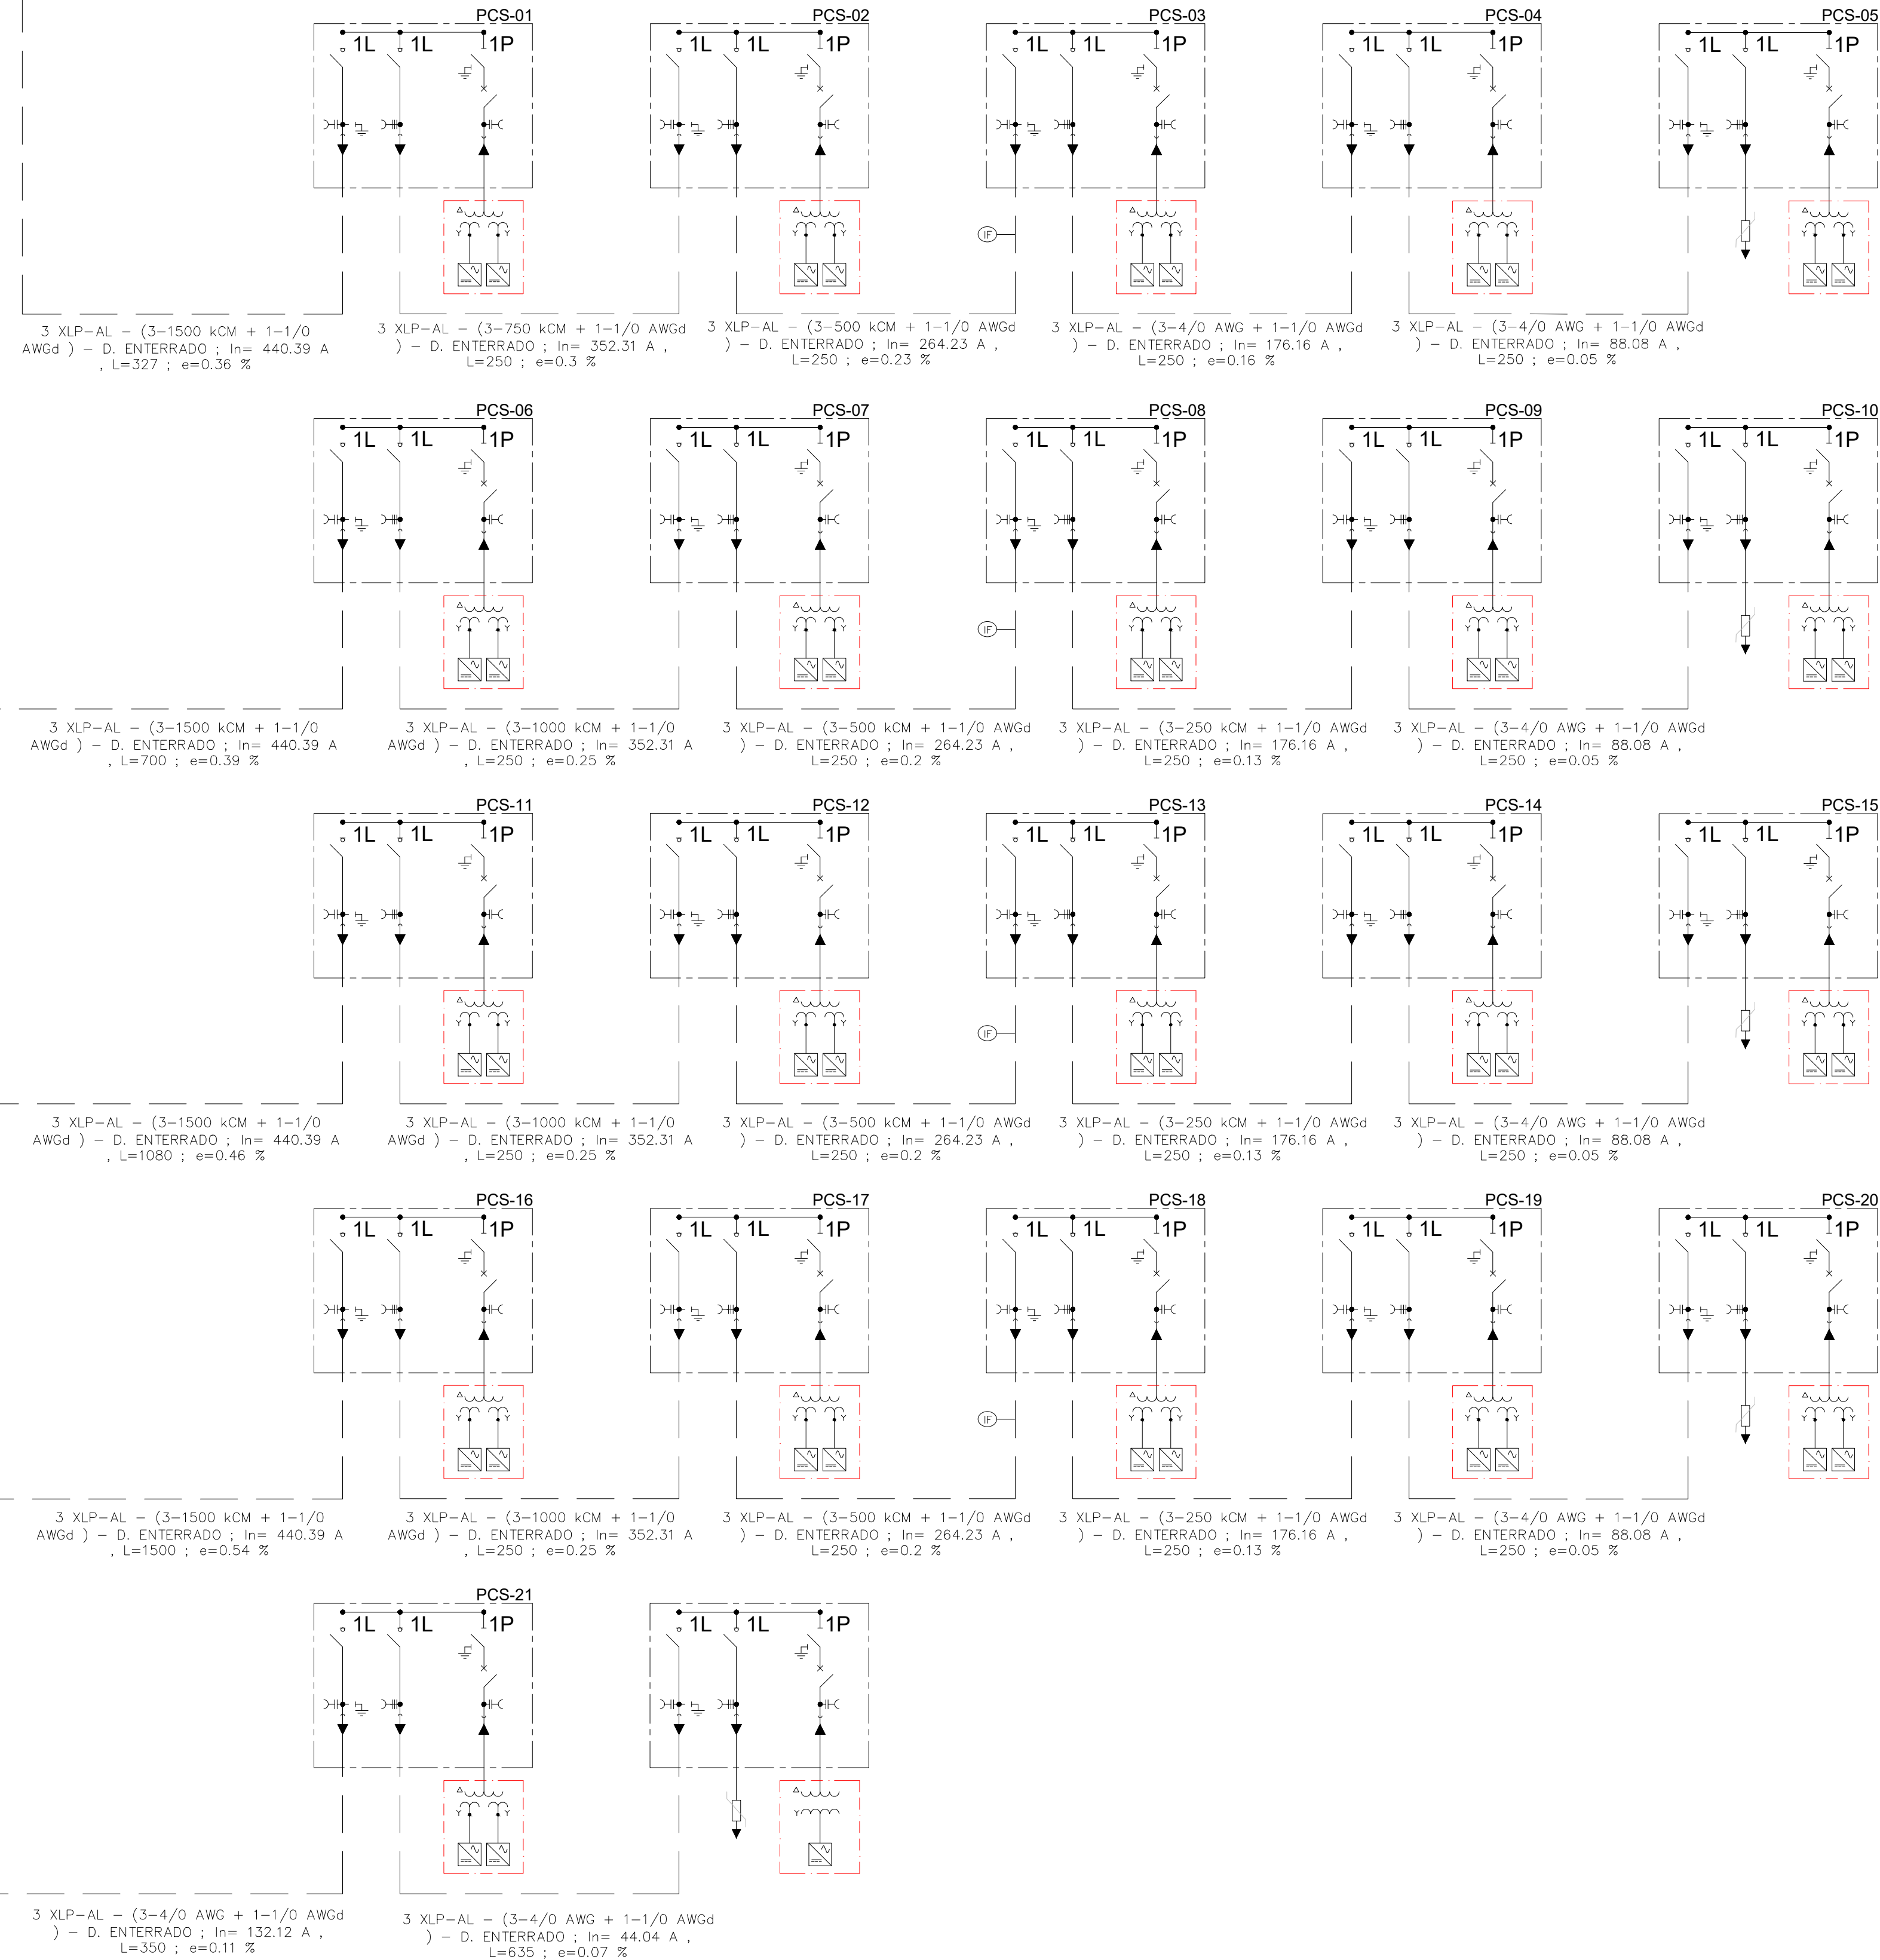 PCS-01
PCS-02
PCS-03
PCS-04
PCS-05
1L 1L 1P
1L 1L 1P
1L 1L 1P
1L 1L 1P
1L 1L 1P
Δ
Y Y
Δ
Y Y
IF
Δ
Y Y
Δ
Y Y
Δ
Y Y
3 XLP-AL - (3-1500 kCM + 1-1/0
AWGd ) - D. ENTERRADO ; In= 440.39 A
, L=327 ; e=0.36 %
3 XLP-AL - (3-750 kCM + 1-1/0 AWGd
) - D. ENTERRADO ; In= 352.31 A ,
L=250 ; e=0.3 %
3 XLP-AL - (3-500 kCM + 1-1/0 AWGd
) - D. ENTERRADO ; In= 264.23 A ,
L=250 ; e=0.23 %
3 XLP-AL - (3-4/0 AWG + 1-1/0 AWGd
) - D. ENTERRADO ; In= 176.16 A ,
L=250 ; e=0.16 %
3 XLP-AL - (3-4/0 AWG + 1-1/0 AWGd
) - D. ENTERRADO ; In= 88.08 A ,
L=250 ; e=0.05 %
PCS-06
PCS-07
PCS-08
PCS-09
PCS-10
1L 1L 1P
1L 1L 1P
1L 1L 1P
1L 1L 1P
1L 1L 1P
Δ
Y Y
Δ
Y Y
IF
Δ
Y Y
Δ
Y Y
Δ
Y Y
3 XLP-AL - (3-1500 kCM + 1-1/0
AWGd ) - D. ENTERRADO ; In= 440.39 A
, L=700 ; e=0.39 %
3 XLP-AL - (3-1000 kCM + 1-1/0
AWGd ) - D. ENTERRADO ; In= 352.31 A
, L=250 ; e=0.25 %
3 XLP-AL - (3-500 kCM + 1-1/0 AWGd
) - D. ENTERRADO ; In= 264.23 A ,
L=250 ; e=0.2 %
3 XLP-AL - (3-250 kCM + 1-1/0 AWGd
) - D. ENTERRADO ; In= 176.16 A ,
L=250 ; e=0.13 %
3 XLP-AL - (3-4/0 AWG + 1-1/0 AWGd
) - D. ENTERRADO ; In= 88.08 A ,
L=250 ; e=0.05 %
PCS-11
PCS-12
PCS-13
PCS-14
PCS-15
1L 1L 1P
1L 1L 1P
1L 1L 1P
1L 1L 1P
1L 1L 1P
Δ
Y Y
Δ
Y Y
IF
Δ
Y Y
Δ
Y Y
Δ
Y Y
3 XLP-AL - (3-1500 kCM + 1-1/0
AWGd ) - D. ENTERRADO ; In= 440.39 A
, L=1080 ; e=0.46 %
3 XLP-AL - (3-1000 kCM + 1-1/0
AWGd ) - D. ENTERRADO ; In= 352.31 A
, L=250 ; e=0.25 %
3 XLP-AL - (3-500 kCM + 1-1/0 AWGd
) - D. ENTERRADO ; In= 264.23 A ,
L=250 ; e=0.2 %
3 XLP-AL - (3-250 kCM + 1-1/0 AWGd
) - D. ENTERRADO ; In= 176.16 A ,
L=250 ; e=0.13 %
3 XLP-AL - (3-4/0 AWG + 1-1/0 AWGd
) - D. ENTERRADO ; In= 88.08 A ,
L=250 ; e=0.05 %
PCS-16
PCS-17
PCS-18
PCS-19
PCS-20
1L 1L 1P
1L 1L 1P
1L 1L 1P
1L 1L 1P
1L 1L 1P
Δ
Y Y
Δ
Y Y
IF
Δ
Y Y
Δ
Y Y
Δ
Y Y
3 XLP-AL - (3-1500 kCM + 1-1/0
AWGd ) - D. ENTERRADO ; In= 440.39 A
, L=1500 ; e=0.54 %
3 XLP-AL - (3-1000 kCM + 1-1/0
AWGd ) - D. ENTERRADO ; In= 352.31 A
, L=250 ; e=0.25 %
3 XLP-AL - (3-500 kCM + 1-1/0 AWGd
) - D. ENTERRADO ; In= 264.23 A ,
L=250 ; e=0.2 %
3 XLP-AL - (3-250 kCM + 1-1/0 AWGd
) - D. ENTERRADO ; In= 176.16 A ,
L=250 ; e=0.13 %
3 XLP-AL - (3-4/0 AWG + 1-1/0 AWGd
) - D. ENTERRADO ; In= 88.08 A ,
L=250 ; e=0.05 %
PCS-21
1L 1L 1P
1L 1L 1P
Δ
Y Y
Δ
Y
3 XLP-AL - (3-4/0 AWG + 1-1/0 AWGd
) - D. ENTERRADO ; In= 132.12 A ,
L=350 ; e=0.11 %
3 XLP-AL - (3-4/0 AWG + 1-1/0 AWGd
) - D. ENTERRADO ; In= 44.04 A ,
L=635 ; e=0.07 %